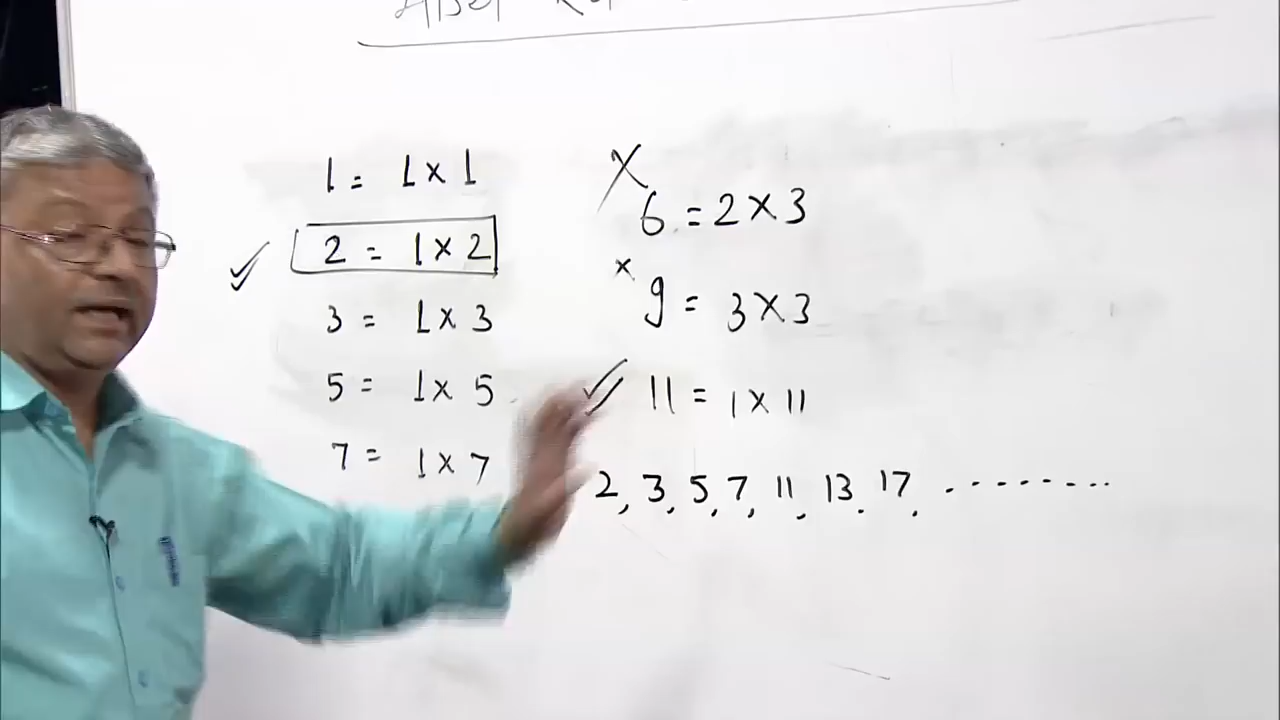 1 = 1 x 1
2 = 1 x 2
3 = 1 x 3
5 = 1 x 5
7 = 1 x 7
6 = 2 x 3
9 = 3 x 3
11 = 1 x 11
2, 3, 5, 7, 11, 13, 17, .........